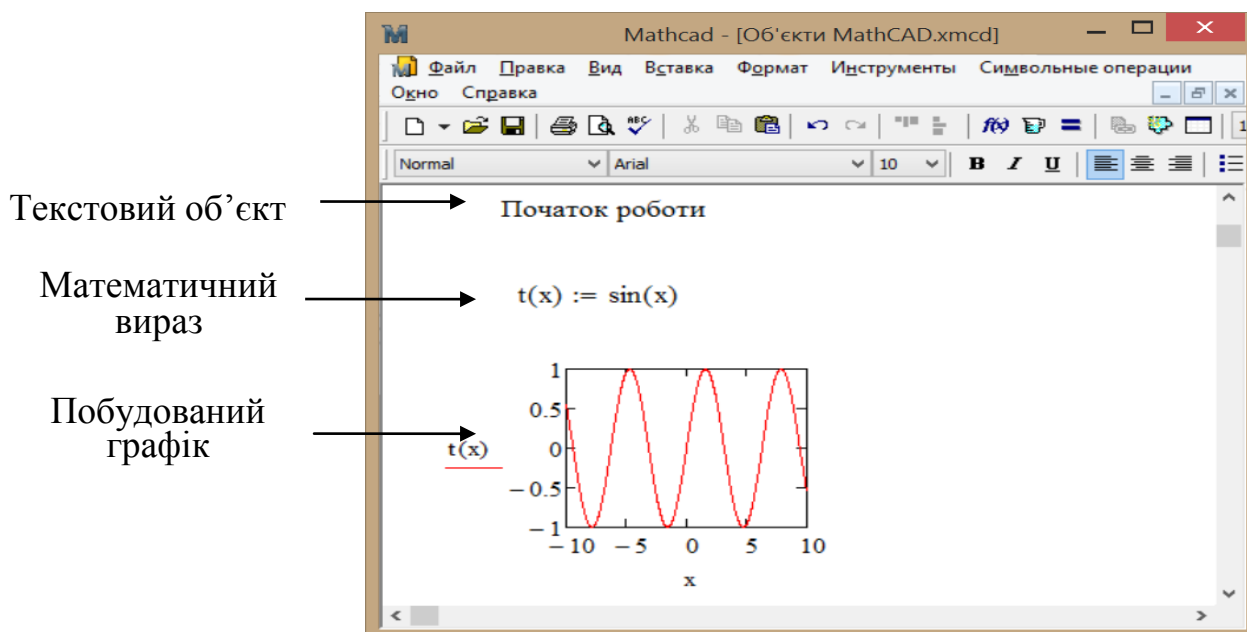 Mathcad - [Об'єкти MathCAD.xmcd]
Файл Правка Вид Вставка Формат Инструменты Символьные операции
Окно Справка
Normal Arial 10 B I U
Текстовий об’єкт
Початок роботи
Математичний
вираз
t(x) := sin(x)
Побудований
графік
t(x)
1
0.5
0
− 0.5
− 1
− 10 − 5 0 5 10
x